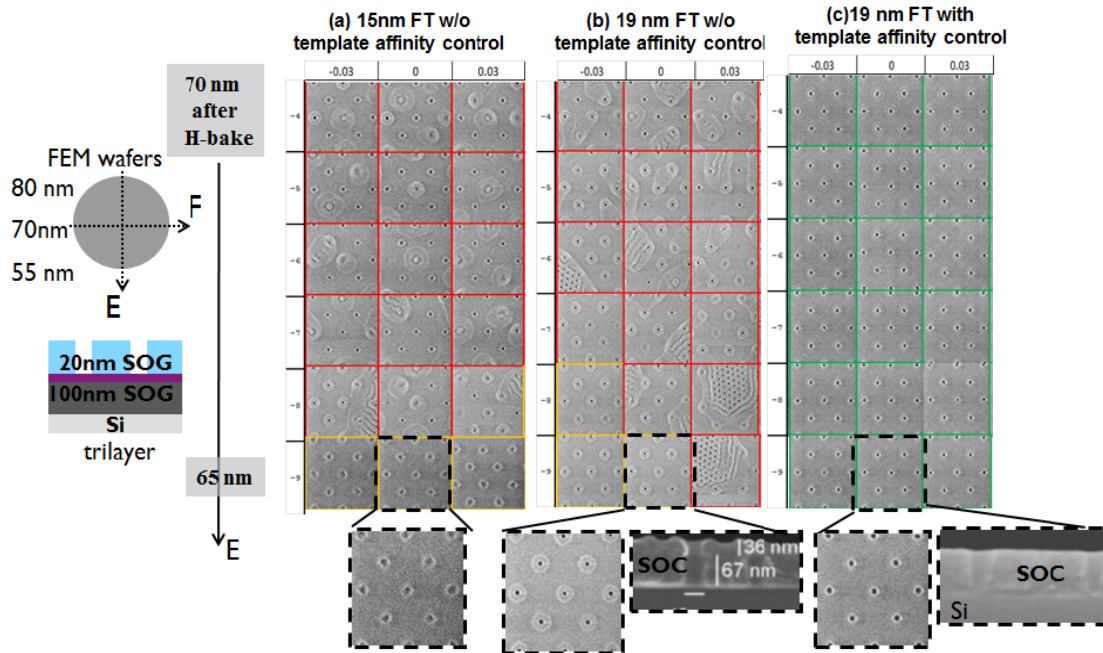 (a) 15nm FT w/o
template affinity control
(b) 19 nm FT w/o
template affinity control
(c)19 nm FT with
template affinity control
-0.03 0 0.03
-0.03 0 0.03
-0.03 0 0.03
70 nm
after
H-bake
FEM wafers
80 nm
70nm
55 nm
F
E
20nm SOG
100nm SOG
Si
trilayer
65 nm
E
-4
-5
-6
-7
-8
-9
-4
-5
-6
-7
-8
-9
-4
-5
-6
-7
-8
-9
SOC
36 nm
67 nm
SOC
Si